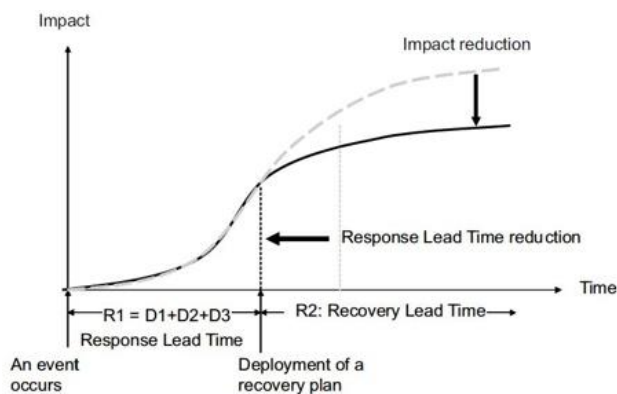 Impact
Impact reduction
Response Lead Time reduction
Time
R1 = D1+D2+D3
R2: Recovery Lead Time
Response Lead Time
An event
occurs
Deployment of a
recovery plan